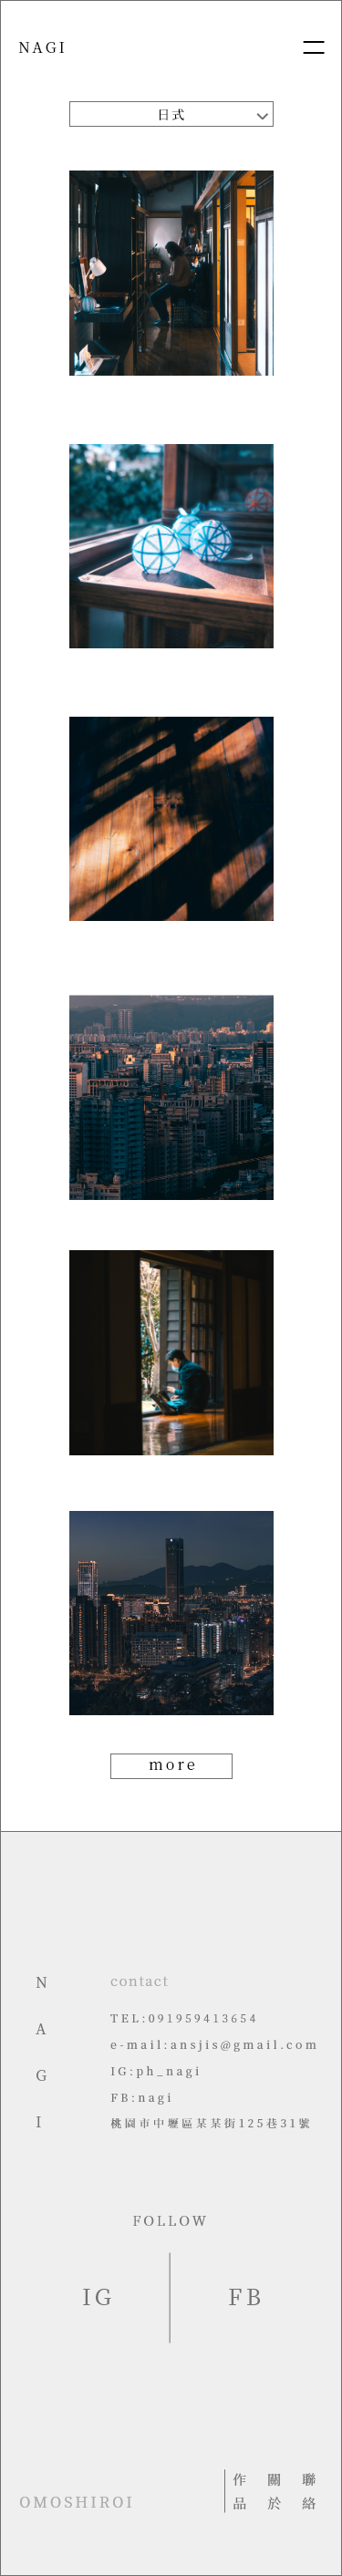 NAGI
日式
more
N
A
G
I
contact
TEL:091959413654
e-mail:ansjis@gmail.com
IG:ph_nagi
FB:nagi
桃園市中壢區某某街125巷31號
FOLLOW
IG
FB
OMOSHIROI
作品
關於
聯絡